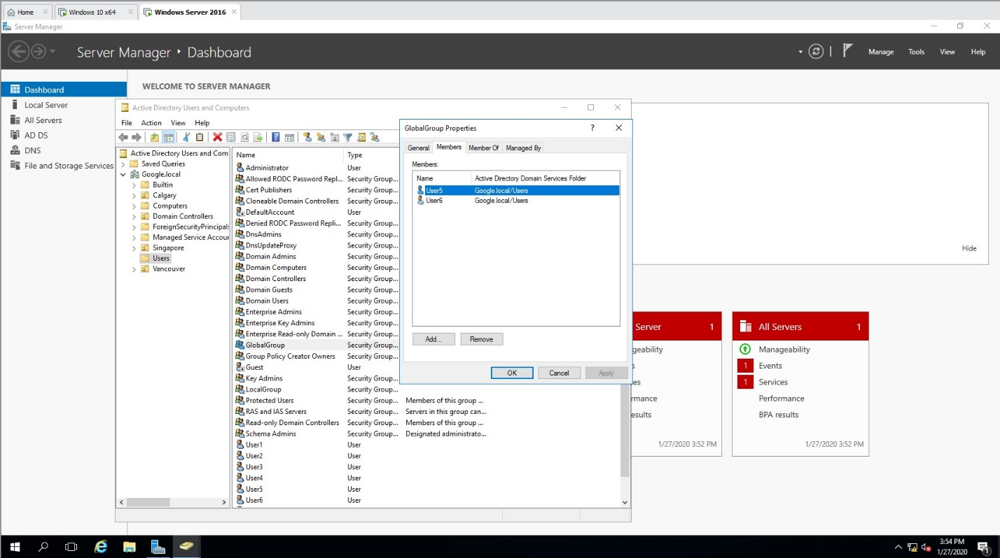 Home
Windows 10 x64
Windows Server 2016
Server Manager
Server Manager • Dashboard
Manage Tools View Help
Dashboard
Local Server
All Servers
AD DS
DNS
File and Storage Services
WELCOME TO SERVER MANAGER
Hide
Active Directory Users and Computers
File Action View Help
Active Directory Users and Com
Saved Queries
Google.local
Builtin
Calgary
Computers
Domain Controllers
ForeignSecurityPrincipals
Managed Service Accour
Singapore
Users
Vancouver
Name Type
Administrator User
Allowed RODC Password Repl... Security Group...
Cert Publishers Security Group...
Cloneable Domain Controllers Security Group...
DefaultAccount User
Denied RODC Password Repli... Security Group...
DnsAdmins Security Group...
DnsUpdateProxy Security Group...
Domain Admins Security Group...
Domain Computers Security Group...
Domain Controllers Security Group...
Domain Guests Security Group...
Domain Users Security Group...
Enterprise Admins Security Group...
Enterprise Key Admins Security Group...
Enterprise Read-only Domain ... Security Group...
GlobalGroup Security Group...
Group Policy Creator Owners Security Group...
Guest User
Key Admins Security Group...
LocalGroup Security Group...
Protected Users Security Group... Members of this group ...
RAS and IAS Servers Security Group... Servers in this group can...
Read-only Domain Controllers Security Group... Members of this group ...
Schema Admins Security Group... Designated administrato...
User1 User
User2 User
User3 User
User4 User
User5 User
User6 User
GlobalGroup Properties
? 
General Members Member Of Managed By
Members:
Name Active Directory Domain Services Folder
User5 Google.local/Users
User6 Google.local/Users
Add... Remove
OK Cancel Apply
Server 1
geability
s
es
rmance
esults
1/27/2020 3:52 PM
All Servers 1
Manageability
1 Events
1 Services
Performance
BPA results
1/27/2020 3:52 PM
3:54 PM
1/27/2020
1